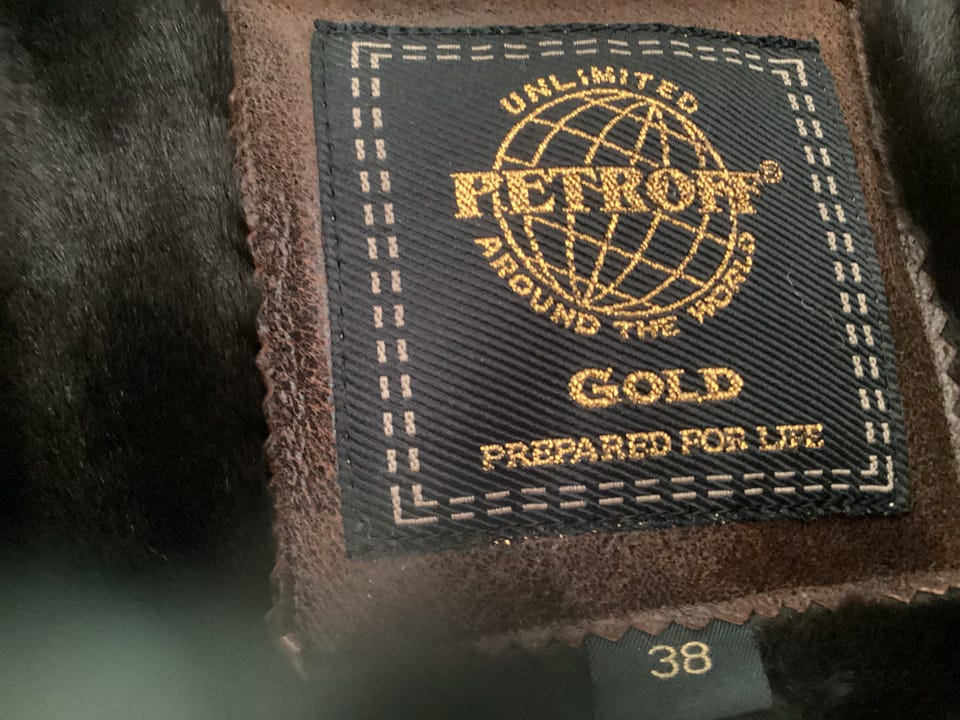 UNLIMITED
PETROFF®
AROUND THE WORLD
GOLD
PREPARED FOR LIFE
38